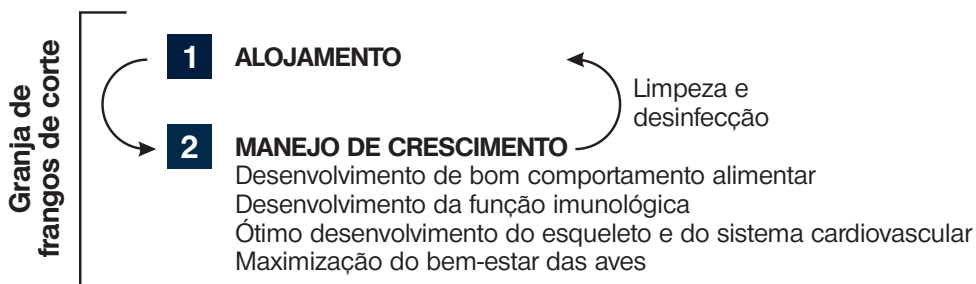 Granja de
frangos de corte
1 ALOJAMENTO
Limpeza e
desinfecção
2 MANEJO DE CRESCIMENTO
Desenvolvimento de bom comportamento alimentar
Desenvolvimento da função imunológica
Ótimo desenvolvimento do esqueleto e do sistema cardiovascular
Maximização do bem-estar das aves